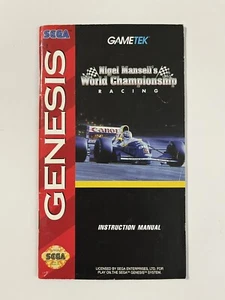 SEGA
GENESIS
GAMETEK
Nigel Mansell's
World Championship
RACING
Canon
INSTRUCTION MANUAL
SEGA
LICENSED BY SEGA ENTERPRISES, LTD. FOR
PLAY ON THE SEGA™ GENESIS™ SYSTEM.